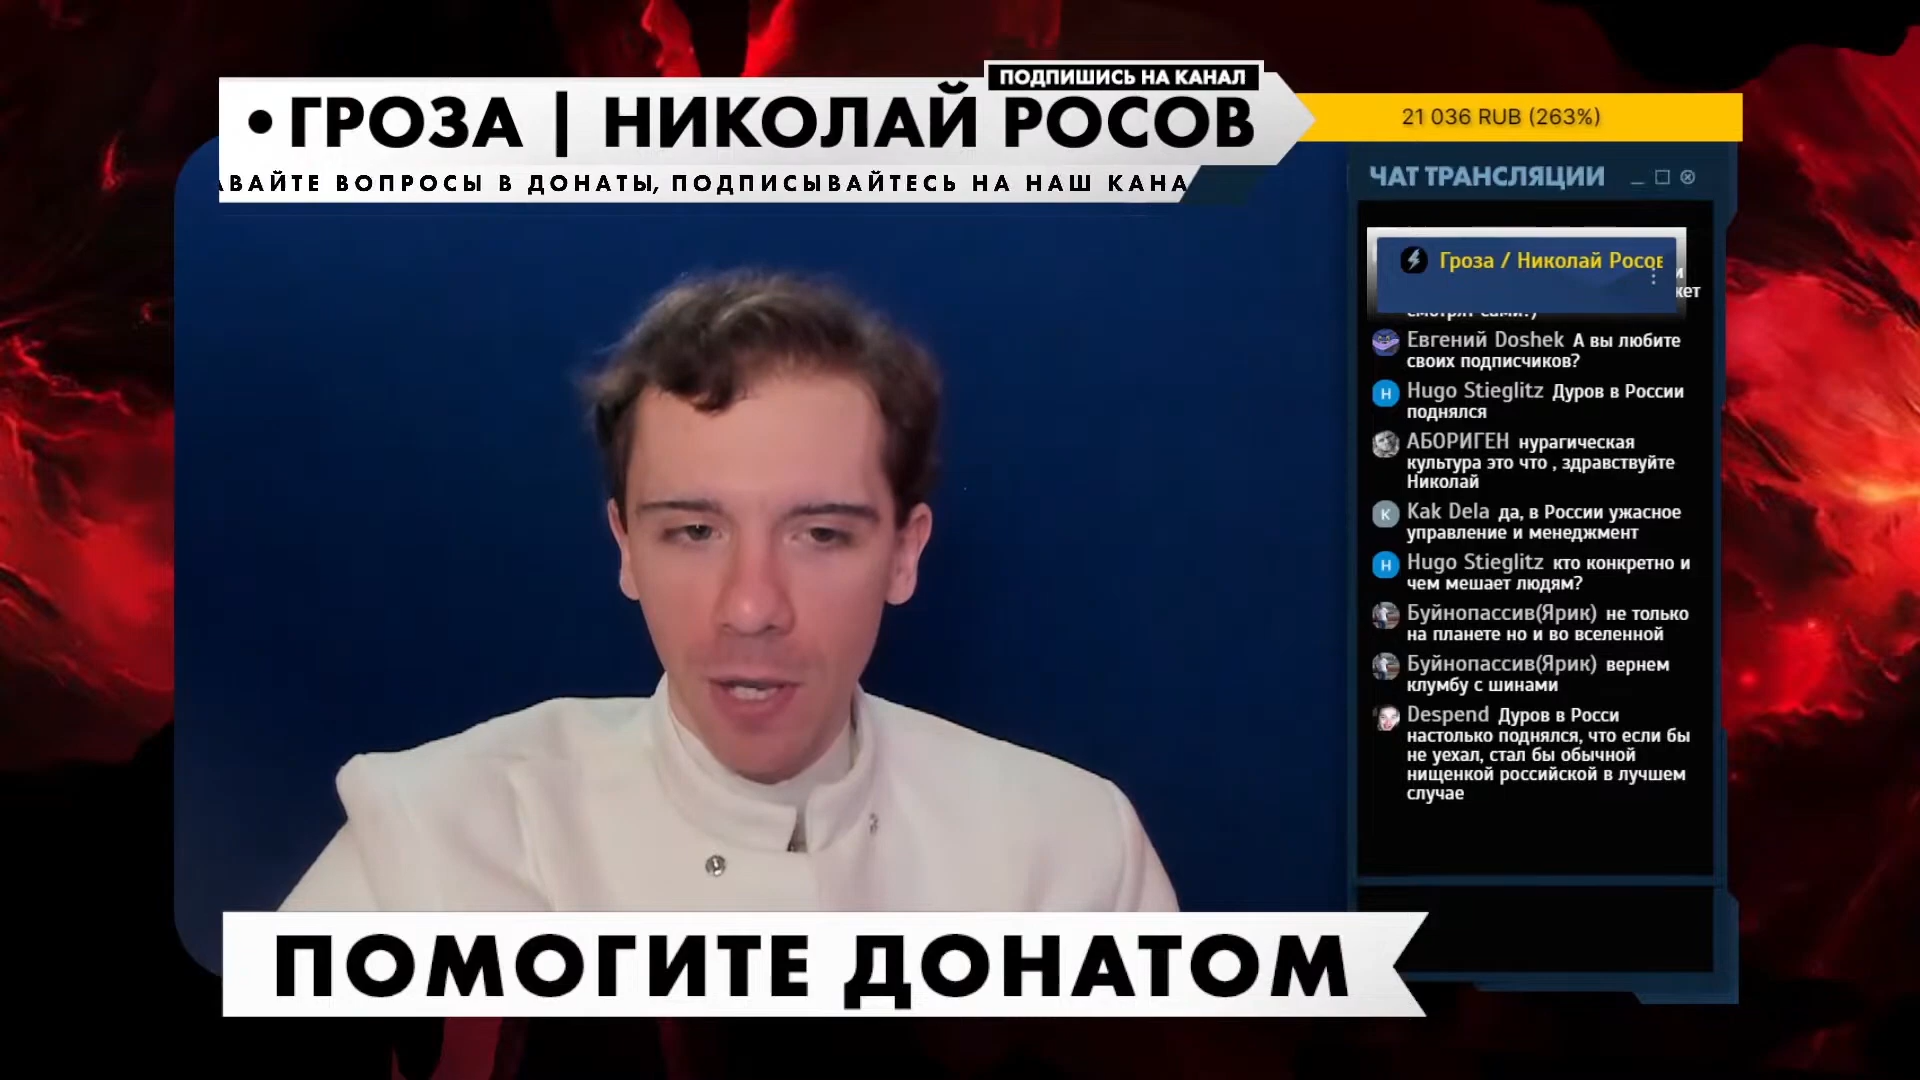 ПОДПИШИСЬ НА КАНАЛ
•ГРОЗА | НИКОЛАЙ РОСОВ
ВАЙТЕ ВОПРОСЫ В ДОНАТЫ, ПОДПИСЫВАЙТЕСЬ НА НАШ КАНА
21 036 RUB (263%)
ЧАТ ТРАНСЛЯЦИИ
Гроза / Николай Росов
смотрят сами:)
Евгений Doshek А вы любите
своих подписчиков?
H Hugo Stieglitz Дуров в России
поднялся
АБОРИГЕН нурагическая
культура это что , здравствуйте
Николай
K Kak Dela да, в России ужасное
управление и менеджмент
H Hugo Stieglitz кто конкретно и
чем мешает людям?
Буйнопассив(Ярик) не только
на планете но и во вселенной
Буйнопассив(Ярик) вернем
клумбу с шинами
Despend Дуров в Росси
настолько поднялся, что если бы
не уехал, стал бы обычной
нищенкой российской в лучшем
случае
ПОМОГИТЕ ДОНАТОМ